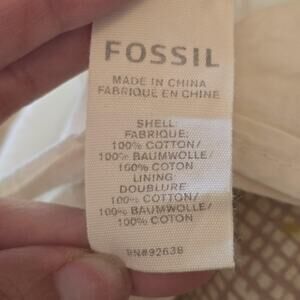 FOSSIL
MADE IN CHINA
FABRIQUÉ EN CHINE
SHELL:
FABRIQUE:
100% COTTON/
100% BAUMWOLLE/
100% COTON
LINING
DOUBLURE
100% COTTON/
100% BAUMWOLLE/
100% COTON
RN#92638